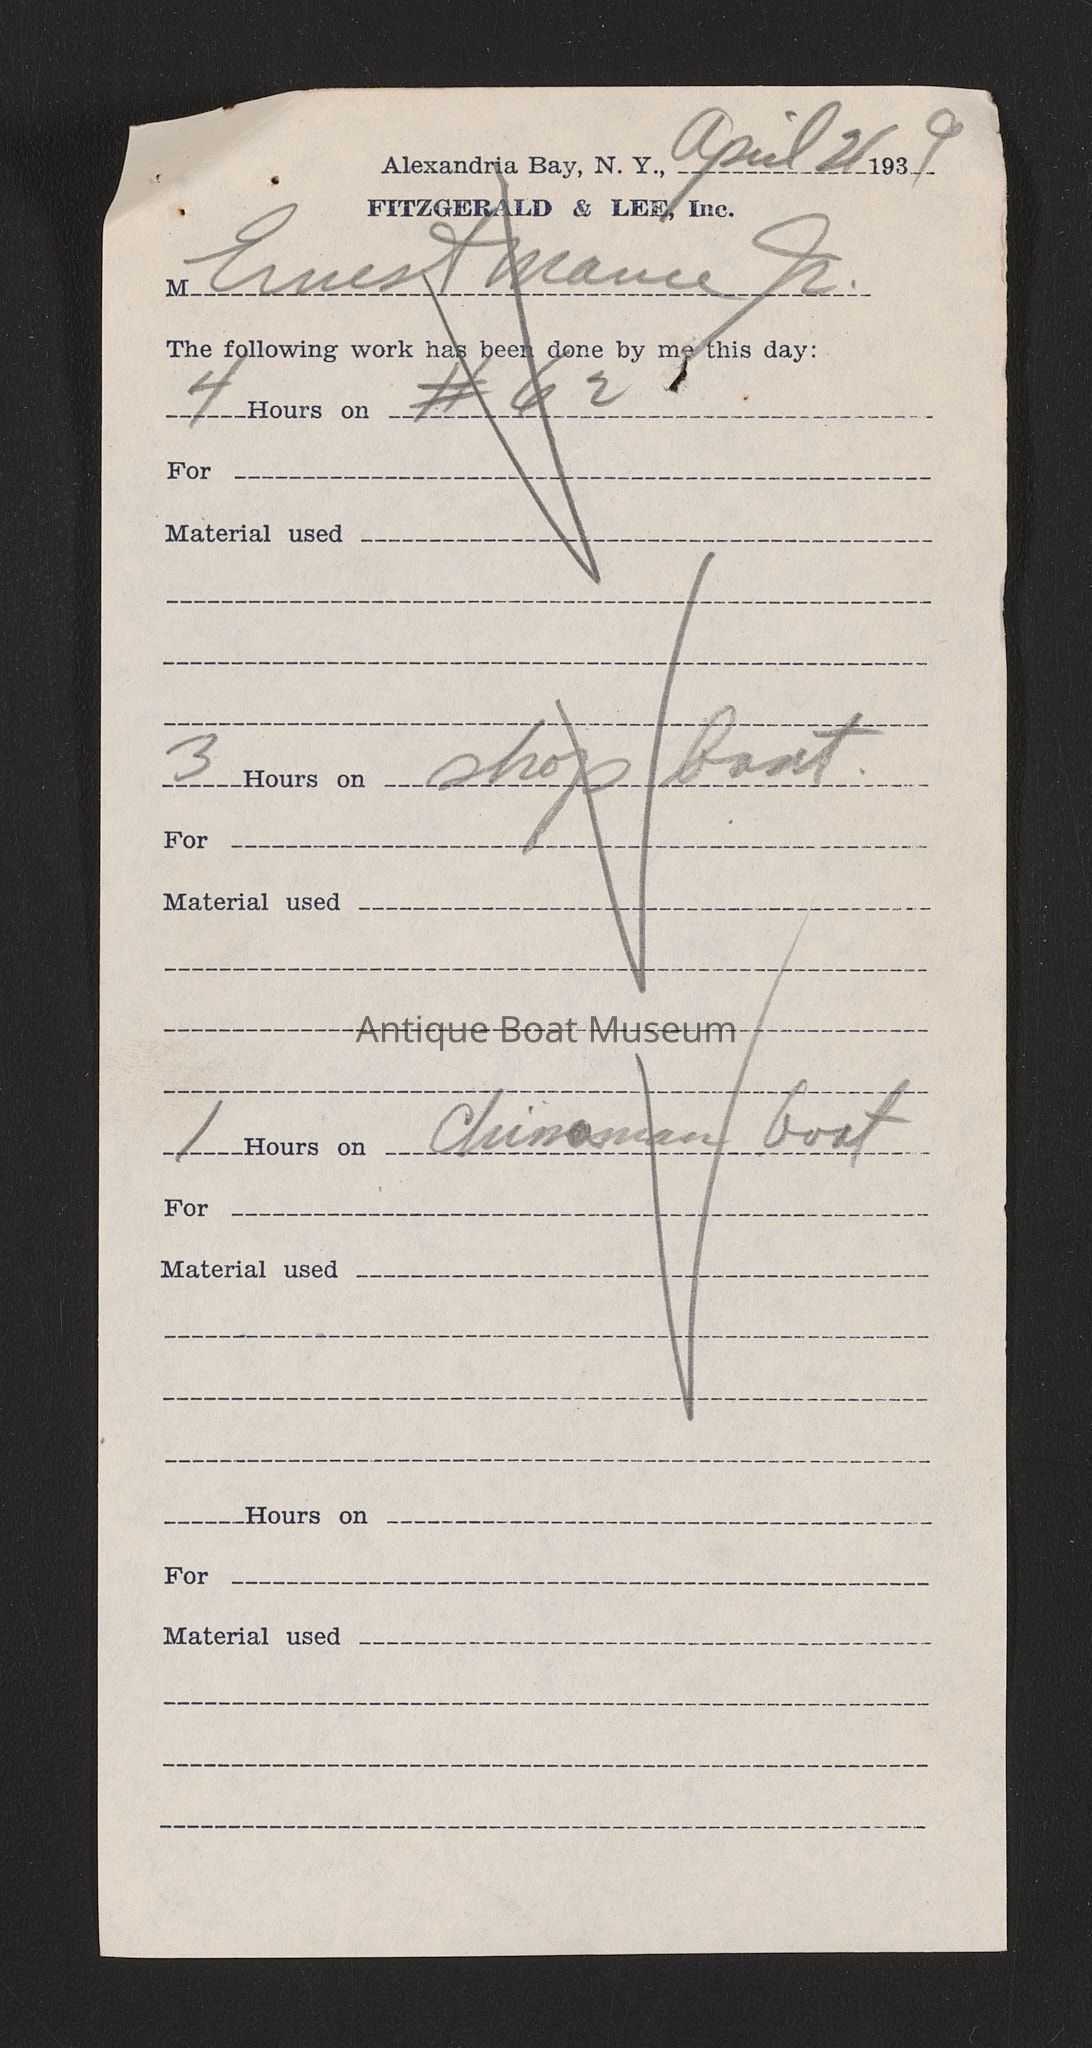 Alexandria Bay, N. Y., April 21 1939
FITZGERALD & LEE, Inc.
M Ernest Jr.
The following work has been done by me this day:
4 Hours on # 62
For
Material used
3 Hours on shop boat.
For
Material used
Antique Boat Museum
1 Hours on Chinaman boat
For
Material used
Hours on
For
Material used